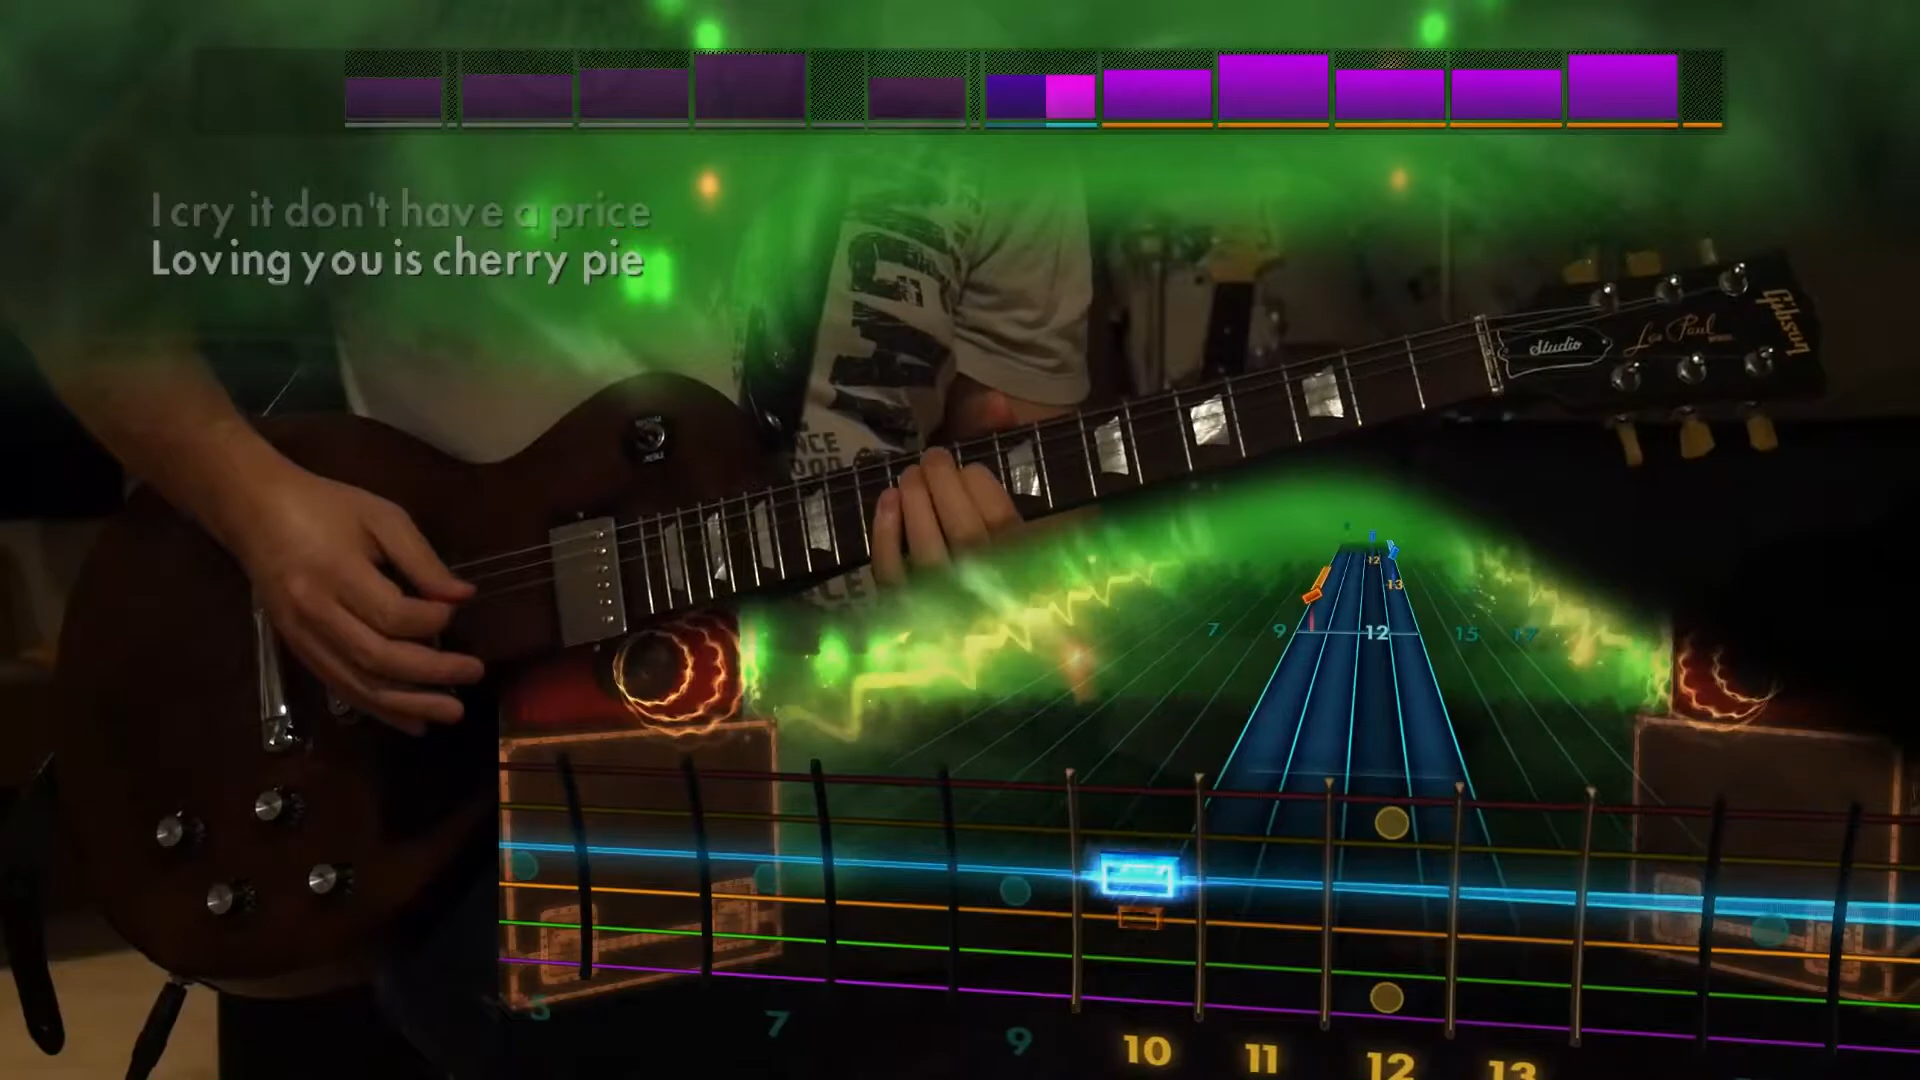 I cry it don't have a price
Loving you is cherry pie
Gibson
Les Paul
Studio
12
13
7 9 12 15 17
5 7 9 10 11 12 13